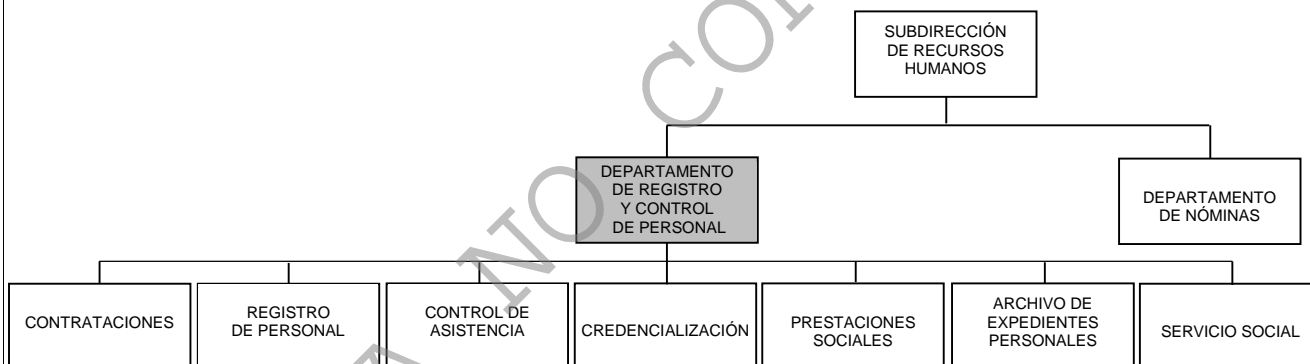 SUBDIRECCIÓN
DE RECURSOS
HUMANOS
DEPARTAMENTO
DE REGISTRO
Y CONTROL
DE PERSONAL
DEPARTAMENTO
DE NÓMINAS
CONTRATACIONES
REGISTRO
DE PERSONAL
CONTROL DE
ASISTENCIA
CREDENCIALIZACIÓN
PRESTACIONES
SOCIALES
ARCHIVO DE
EXPEDIENTES
PERSONALES
SERVICIO SOCIAL
NO